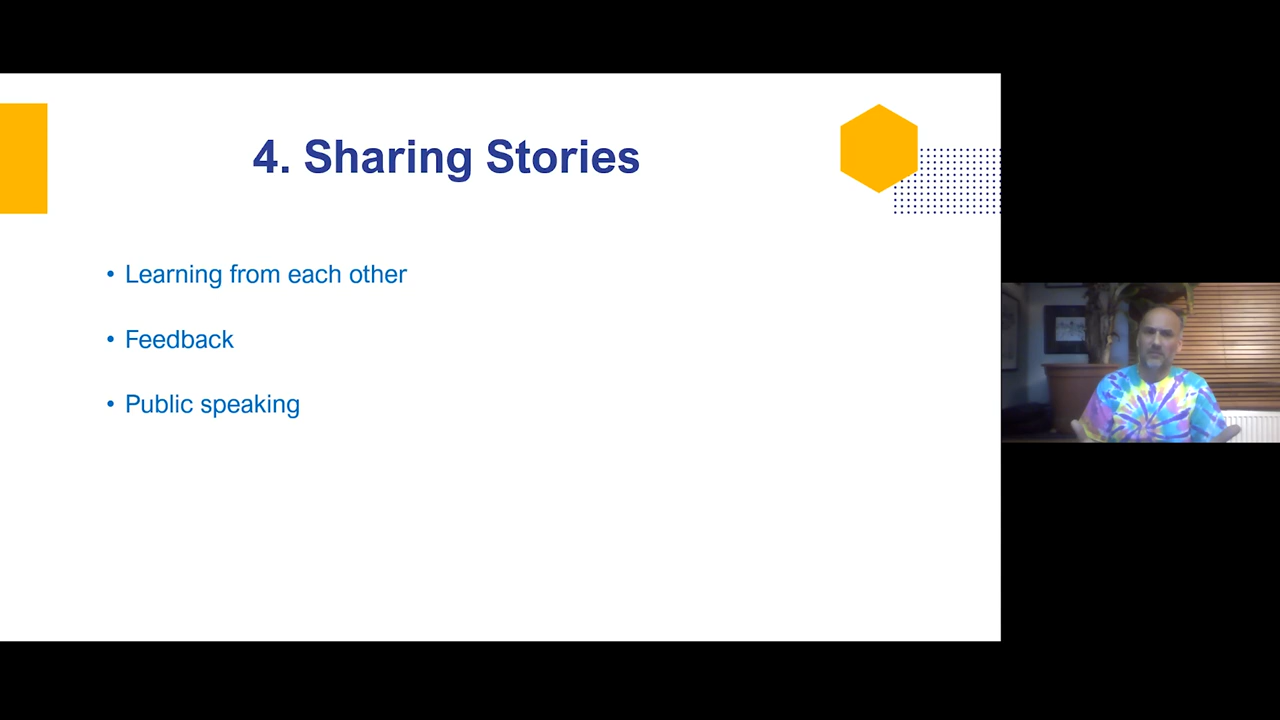 4. Sharing Stories
• Learning from each other
• Feedback
• Public speaking